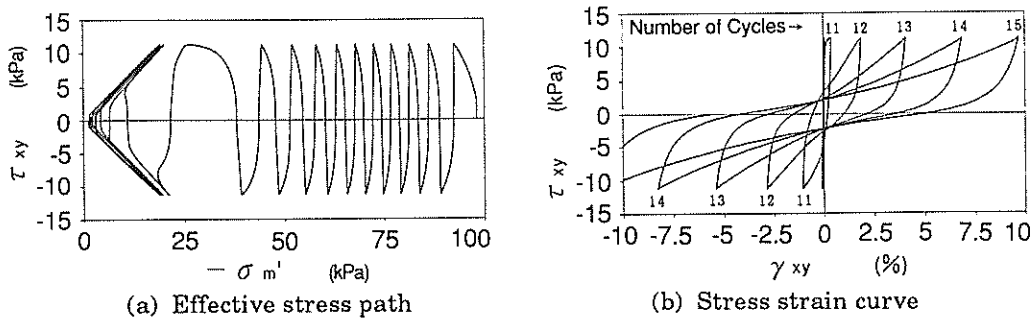 15
10
5
0
-5
-10
-15
τ xy (kPa)
0 25 50 75 100
— σ m' (kPa)
(a) Effective stress path
15
10
5
0
-5
-10
-15
τ xy (kPa)
Number of Cycles→
11 12 13 14 15
14 13 12 11
-10 -7.5 -5 -2.5 0 2.5 5 7.5 10
γ xy (%)
(b) Stress strain curve